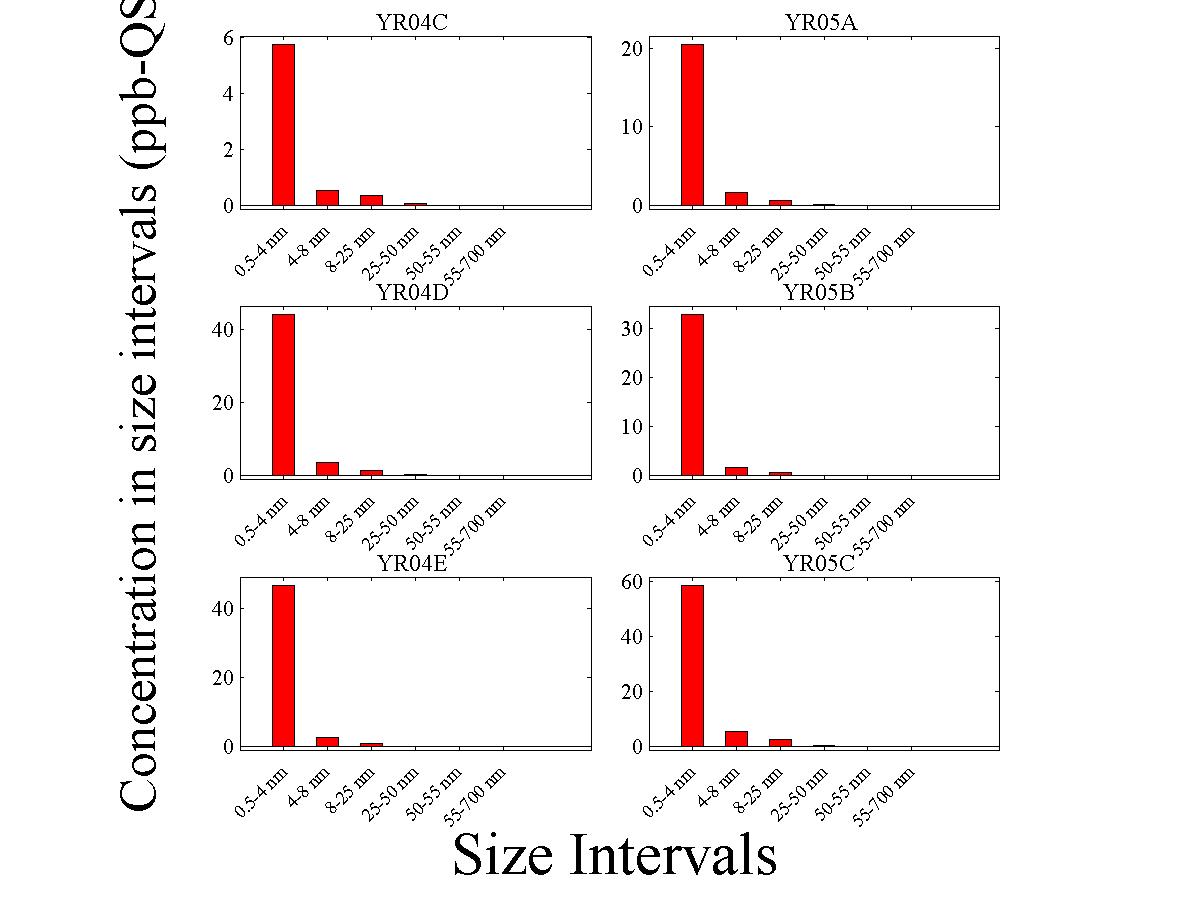 Concentration in size intervals (ppb-QS
YR04C
6
4
2
0
0.5-4 nm
4-8 nm
8-25 nm
25-50 nm
50-55 nm
55-700 nm
YR05A
20
10
0
0.5-4 nm
4-8 nm
8-25 nm
25-50 nm
50-55 nm
55-700 nm
YR04D
40
20
0
0.5-4 nm
4-8 nm
8-25 nm
25-50 nm
50-55 nm
55-700 nm
YR05B
30
20
10
0
0.5-4 nm
4-8 nm
8-25 nm
25-50 nm
50-55 nm
55-700 nm
YR04E
40
20
0
0.5-4 nm
4-8 nm
8-25 nm
25-50 nm
50-55 nm
55-700 nm
YR05C
60
40
20
0
0.5-4 nm
4-8 nm
8-25 nm
25-50 nm
50-55 nm
55-700 nm
Size Intervals